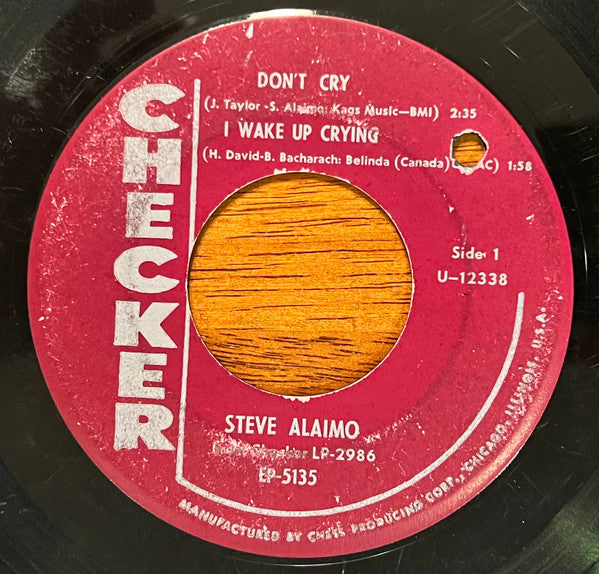 CHECKER
DON'T CRY
(J. Taylor -S. Alaimo: Kags Music—BMI) 2:35
I WAKE UP CRYING
(H. David-B. Bacharach: Belinda (Canada) AC) 1:58
Side 1
U—12338
STEVE ALAIMO
LP-2986
EP-5135
MANUFACTURED BY CHESS PRODUCING CORP., CHICAGO, ILLINOIS, U.S.A.